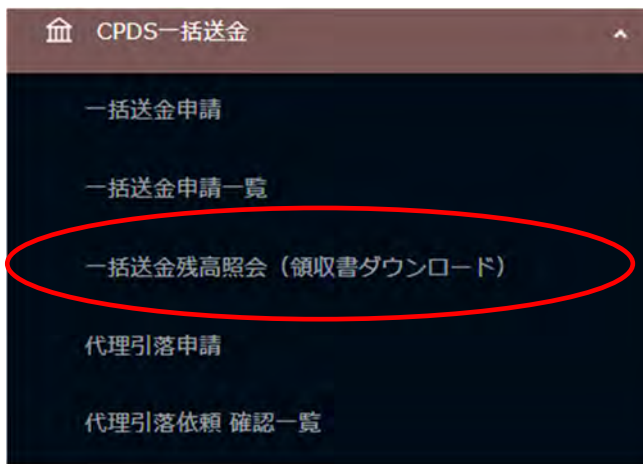 CPDS一括送金
一括送金申請
一括送金申請一覧
一括送金残高照会（領収書ダウンロード）
代理引落申請
代理引落依頼 確認一覧